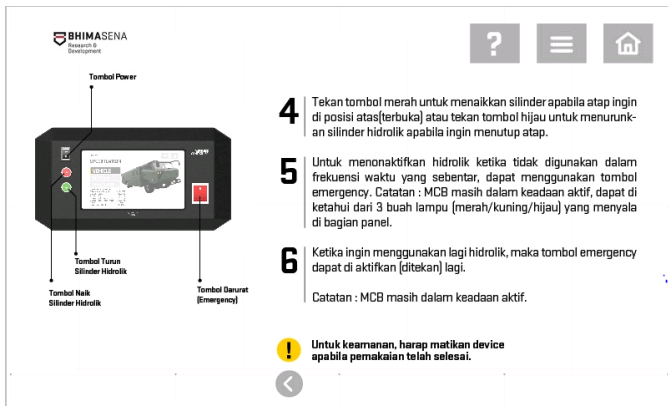 BHIMASENA
Research &
Development
?
Tombol Power
SPECIFICATION
VEHICLE
Tombol Turun
Silinder Hidrolik
Tombol Naik
Silinder Hidrolik
Tombol Darurat
(Emergency)
4
Tekan tombol merah untuk menaikkan silinder apabila atap ingin
di posisi atas(terbuka) atau tekan tombol hijau untuk menurunk-
an silinder hidrolik apabila ingin menutup atap.
5
Untuk menonaktifkan hidrolik ketika tidak digunakan dalam
frekuensi waktu yang sebentar, dapat menggunakan tombol
emergency. Catatan : MCB masih dalam keadaan aktif, dapat di
ketahui dari 3 buah lampu (merah/kuning/hijau) yang menyala
di bagian panel.
6
Ketika ingin menggunakan lagi hidrolik, maka tombol emergency
dapat di aktifkan (ditekan) lagi.
Catatan : MCB masih dalam keadaan aktif.
!
Untuk keamanan, harap matikan device
apabila pemakaian telah selesai.